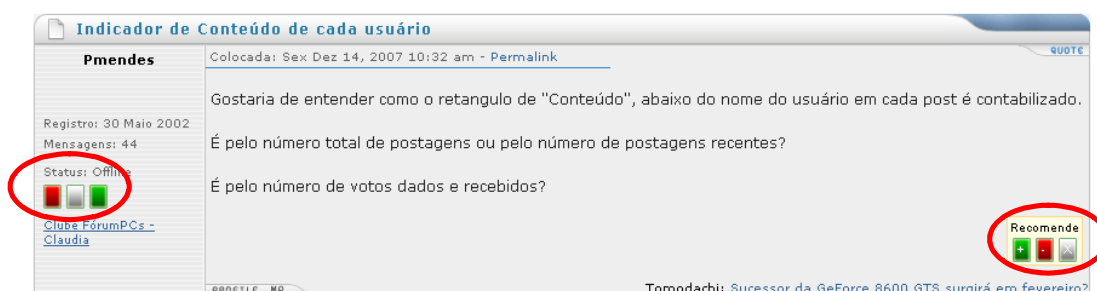 Indicador de Conteúdo de cada usuário
Pmendes
Colocada: Sex Dez 14, 2007 10:32 am - Permalink
QUOTE
Gostaria de entender como o retangulo de "Conteúdo", abaixo do nome do usuário em cada post é contabilizado.
Registro: 30 Maio 2002
Mensagens: 44
É pelo número total de postagens ou pelo número de postagens recentes?
Status: Offline
É pelo número de votos dados e recebidos?
Clube FórumPCs -
Claudia
Recomende
+ - x
PROFILE MP
Tomodachi: Sucessor da GeForce 8600 GTS surgirá em fevereiro?